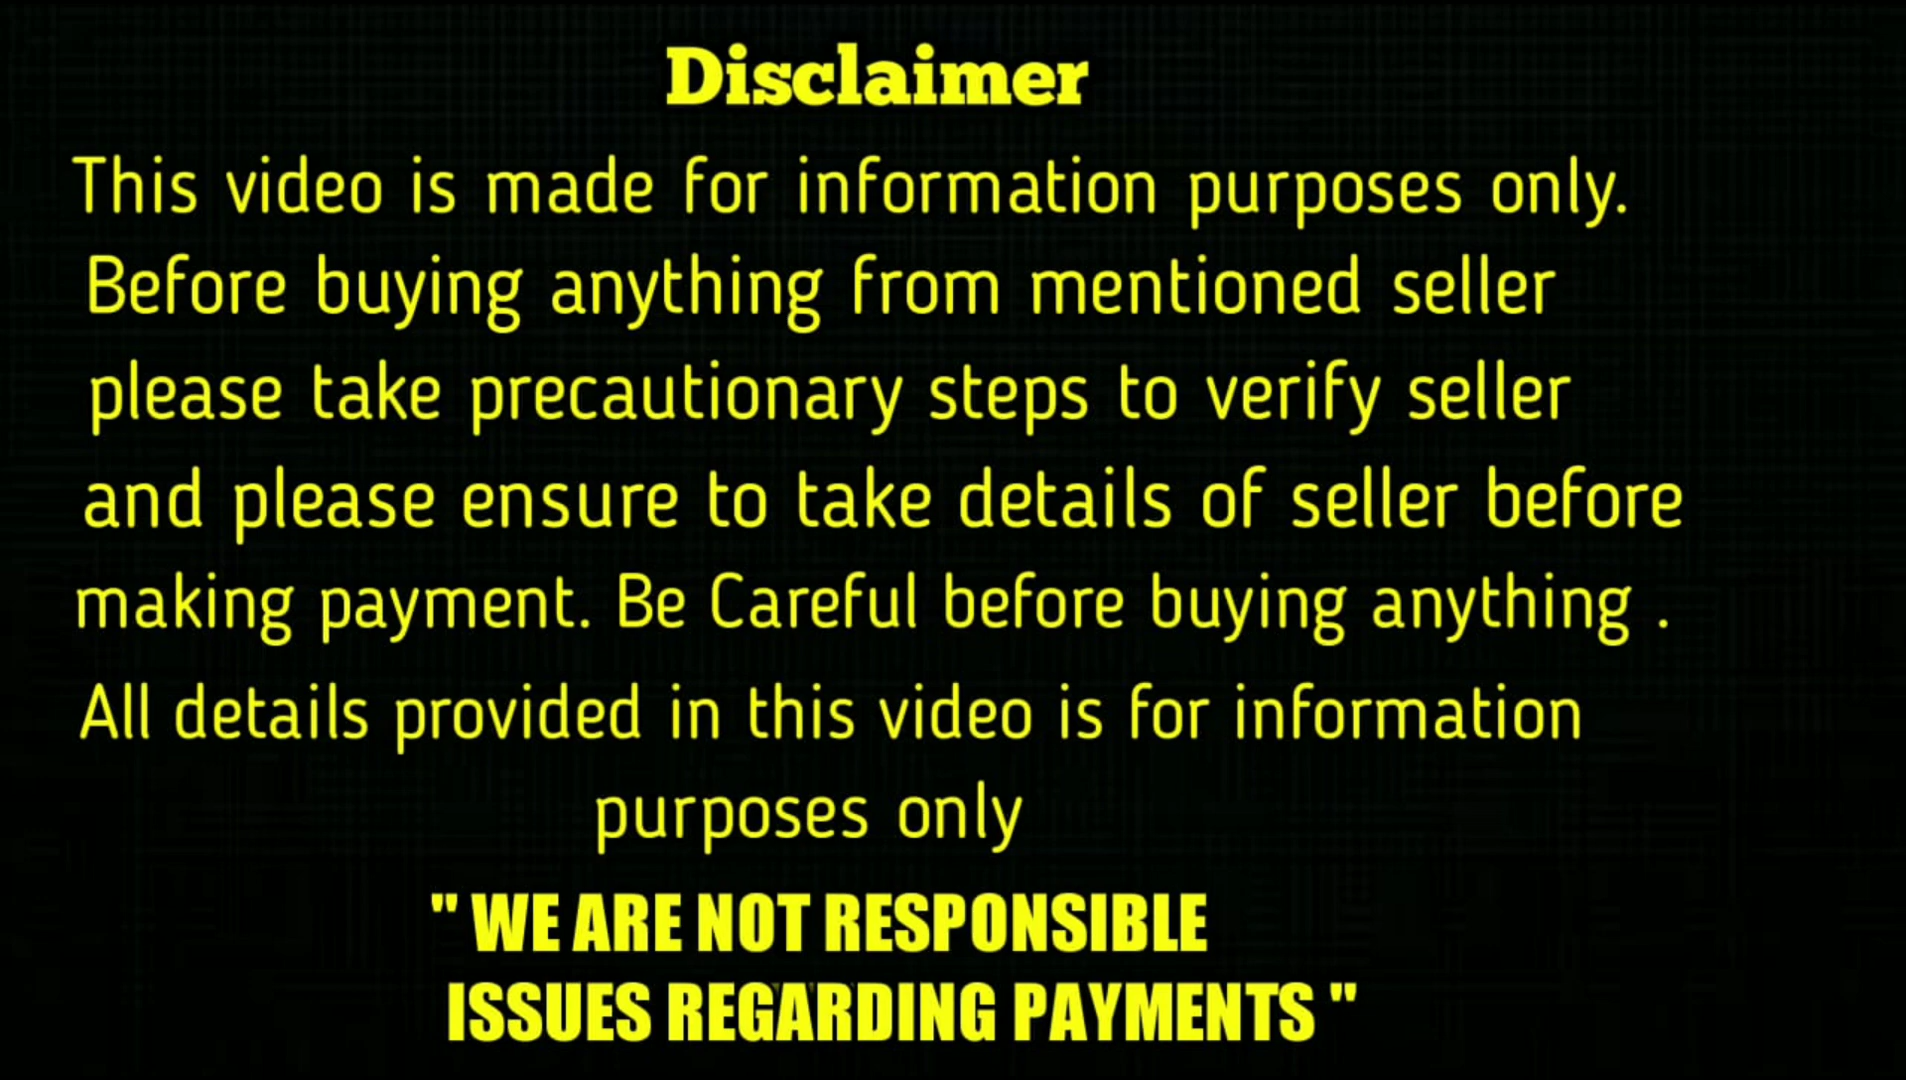 Disclaimer
This video is made for information purposes only.
Before buying anything from mentioned seller
please take precautionary steps to verify seller
and please ensure to take details of seller before
making payment. Be Careful before buying anything .
All details provided in this video is for information
purposes only
" WE ARE NOT RESPONSIBLE
ISSUES REGARDING PAYMENTS "